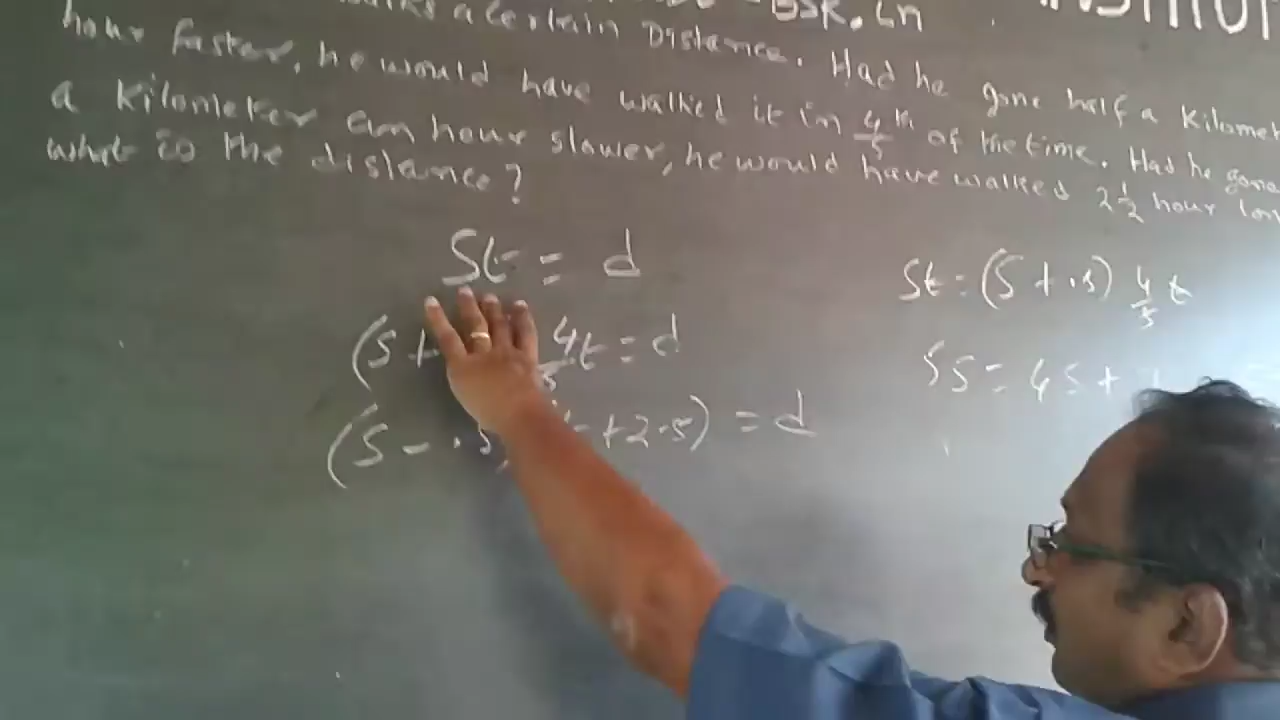 a certain Distance. Had he gone half a Kilomet
hour faster, he would have walked it in 4/5 th of the time. Had he gone
a Kilometer an hour slower, he would have walked 2 1/2 hour lon
what is the distance?
St = d
(S + 4/5 t = d
(S - .5 + 2.5) = d
St = (S + .5) 4/5 t
5S = 4S +